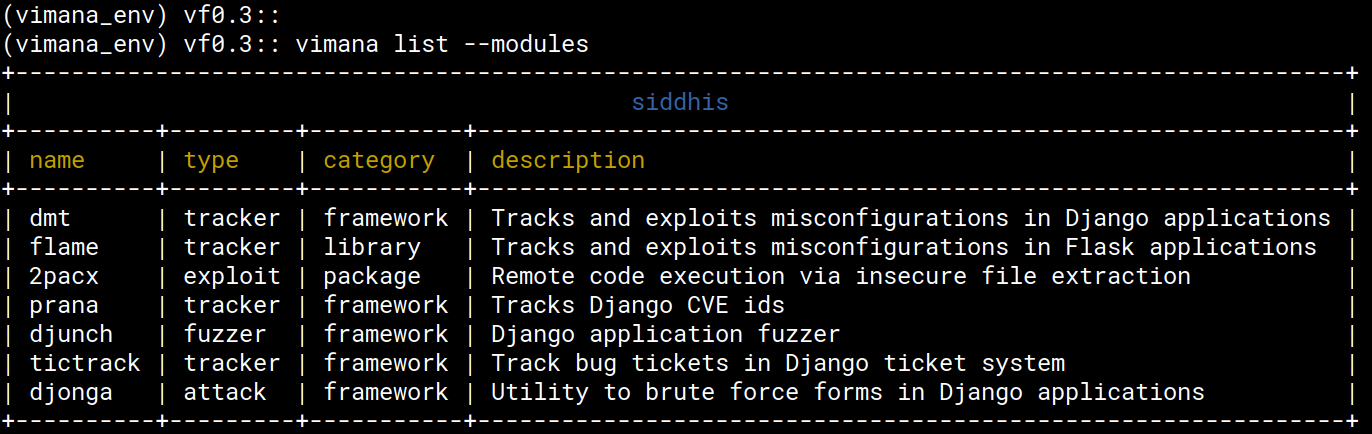 (vimana_env) vf0.3::
(vimana_env) vf0.3:: vimana list --modules
+-----------------------------------------------------------------------------------------------+
|                                            siddhis                                            |
+----------+---------+-----------+--------------------------------------------------------------+
| name     | type    | category  | description                                                  |
+----------+---------+-----------+--------------------------------------------------------------+
| dmt      | tracker | framework | Tracks and exploits misconfigurations in Django applications |
| flame    | tracker | library   | Tracks and exploits misconfigurations in Flask applications  |
| 2pacx    | exploit | package   | Remote code execution via insecure file extraction           |
| prana    | tracker | framework | Tracks Django CVE ids                                        |
| djunch   | fuzzer  | framework | Django application fuzzer                                    |
| tictrack | tracker | framework | Track bug tickets in Django ticket system                    |
| djonga   | attack  | framework | Utility to brute force forms in Django applications          |
+----------+---------+-----------+--------------------------------------------------------------+